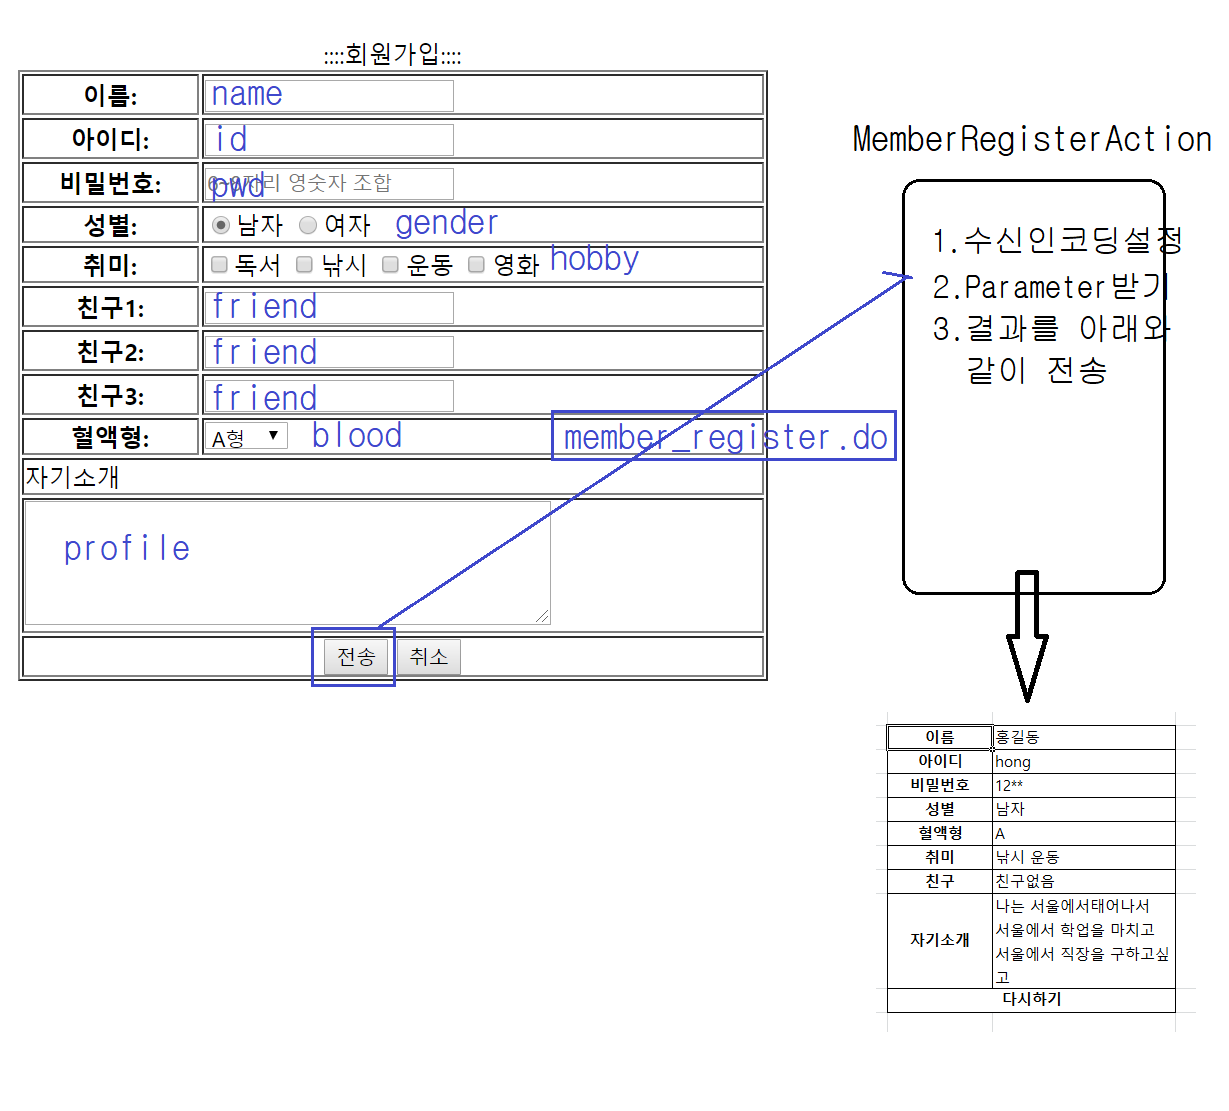 ::::회원가입::::
이름: name
아이디: id
비밀번호: 6~8자리 영숫자 조합 pwd
성별: 남자 여자 gender
취미: 독서 낚시 운동 영화 hobby
친구1: friend
친구2: friend
친구3: friend
혈액형: A형 blood
member_register.do
자기소개
profile
전송 취소
MemberRegisterAction
1.수신인코딩설정
2.Parameter받기
3.결과를 아래와
같이 전송
이름 홍길동
아이디 hong
비밀번호 12**
성별 남자
혈액형 A
취미 낚시 운동
친구 친구없음
자기소개 나는 서울에서태어나서
서울에서 학업을 마치고
서울에서 직장을 구하고싶
고
다시하기